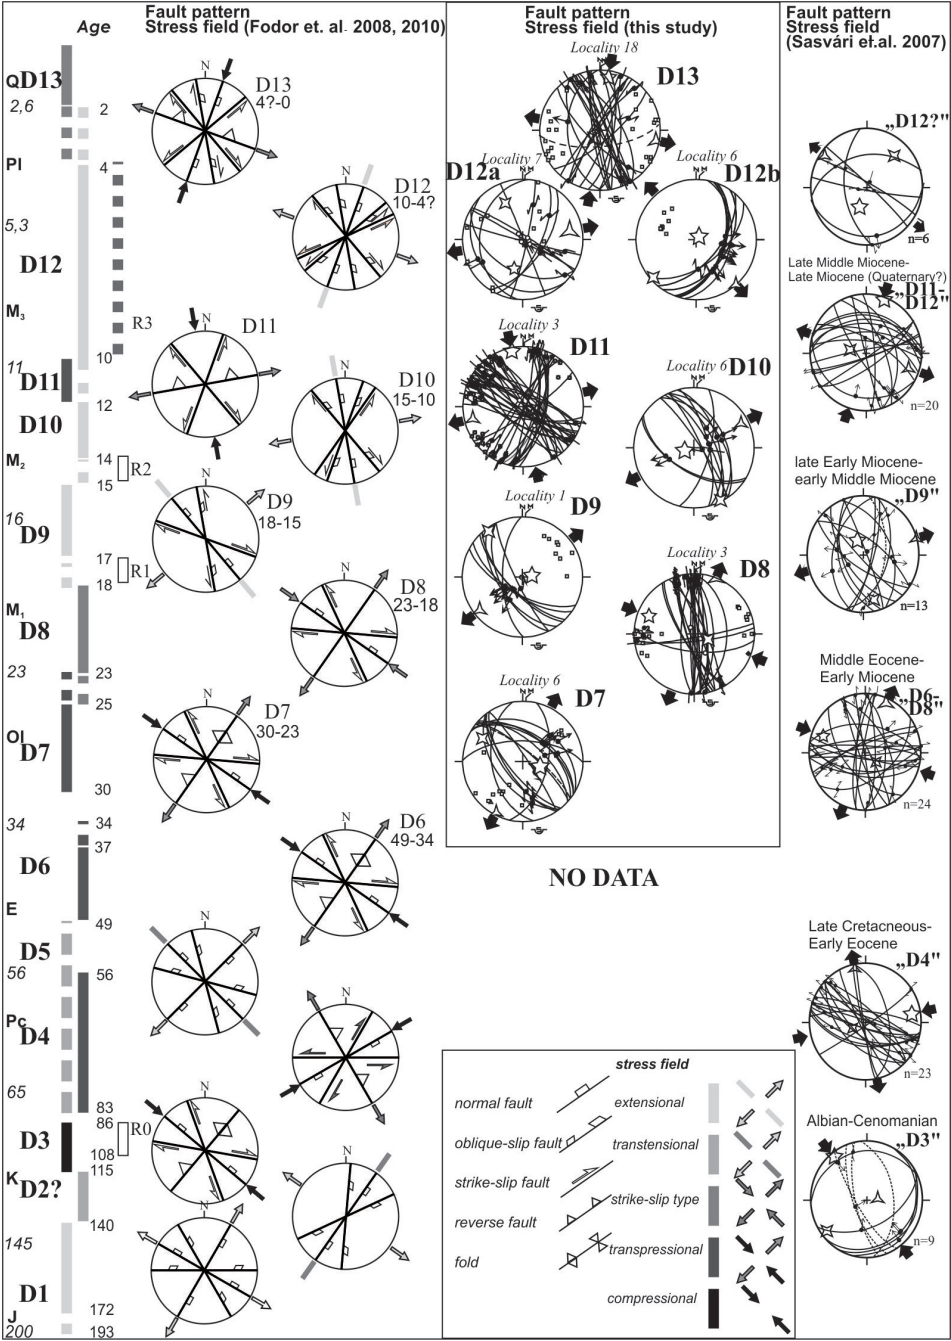 Age
Fault pattern
Stress field (Fodor et. al. 2008, 2010)
Fault pattern
Stress field (this study)
Fault pattern
Stress field
(Sasvári et.al. 2007)
Q
D13
2,6
Pl
5,3
D12
M3
11
D11
D10
M2
16
D9
M1
D8
23
Ol
D7
34
D6
E
D5
56
Pc
D4
65
D3
K
D2?
145
D1
J
200
2
4
10
12
14
15
17
18
23
25
30
34
37
49
56
83
86
108
115
140
172
193
R3
R2
R1
R0
N
D13
4?-0
N
D12
10-4?
N
D11
N
D10
15-10
N
D9
18-15
N
D8
23-18
N
D7
30-23
N
D6
49-34
N
N
N
N
N
Locality 18
D13
Locality 7
D12a
Locality 6
D12b
Locality 3
D11
Locality 6
D10
Locality 1
D9
Locality 3
D8
Locality 6
D7
NO DATA
„D12?"
n=6
Late Middle Miocene-
Late Miocene (Quaternary?)
„D11-
D12"
n=20
late Early Miocene-
early Middle Miocene
„D9"
n=13
Middle Eocene-
Early Miocene
„D6-
D8"
n=24
Late Cretacneous-
Early Eocene
„D4"
n=23
Albian-Cenomanian
„D3"
n=9
stress field
normal fault
oblique-slip fault
strike-slip fault
reverse fault
fold
extensional
transtensional
strike-slip type
transpressional
compressional